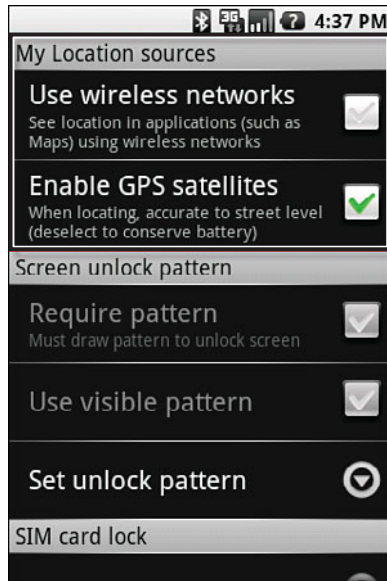 3G
4:37 PM
My Location sources
Use wireless networks
See location in applications (such as
Maps) using wireless networks
Enable GPS satellites
When locating, accurate to street level
(deselect to conserve battery)
Screen unlock pattern
Require pattern
Must draw pattern to unlock screen
Use visible pattern
Set unlock pattern
SIM card lock